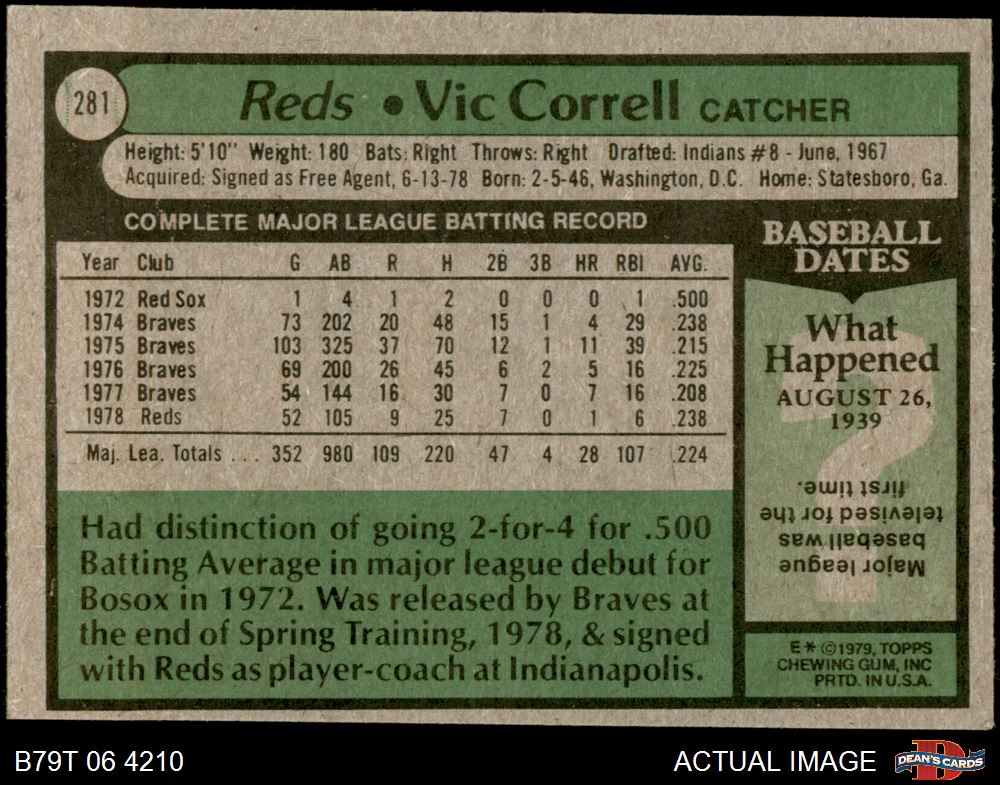 281
Reds • Vic Correll CATCHER
Height: 5'10" Weight: 180 Bats: Right Throws: Right Drafted: Indians #8 - June, 1967
Acquired: Signed as Free Agent, 6-13-78 Born: 2-5-46, Washington, D.C. Home: Statesboro, Ga.
COMPLETE MAJOR LEAGUE BATTING RECORD
Year Club G AB R H 2B 3B HR RBI AVG.
1972 Red Sox 1 4 1 2 0 0 0 1 .500
1974 Braves 73 202 20 48 15 1 4 29 .238
1975 Braves 103 325 37 70 12 1 11 39 .215
1976 Braves 69 200 26 45 6 2 5 16 .225
1977 Braves 54 144 16 30 7 0 7 16 .208
1978 Reds 52 105 9 25 7 0 1 6 .238
Maj. Lea. Totals . . . 352 980 109 220 47 4 28 107 .224
Had distinction of going 2-for-4 for .500
Batting Average in major league debut for
Bosox in 1972. Was released by Braves at
the end of Spring Training, 1978, & signed
with Reds as player-coach at Indianapolis.
BASEBALL
DATES
What
Happened
AUGUST 26,
1939
Major league
baseball was
televised for the
first time.
E * ©1979, TOPPS
CHEWING GUM, INC
PRTD. IN U.S.A.
B79T 06 4210
ACTUAL IMAGE
DEAN'S CARDS